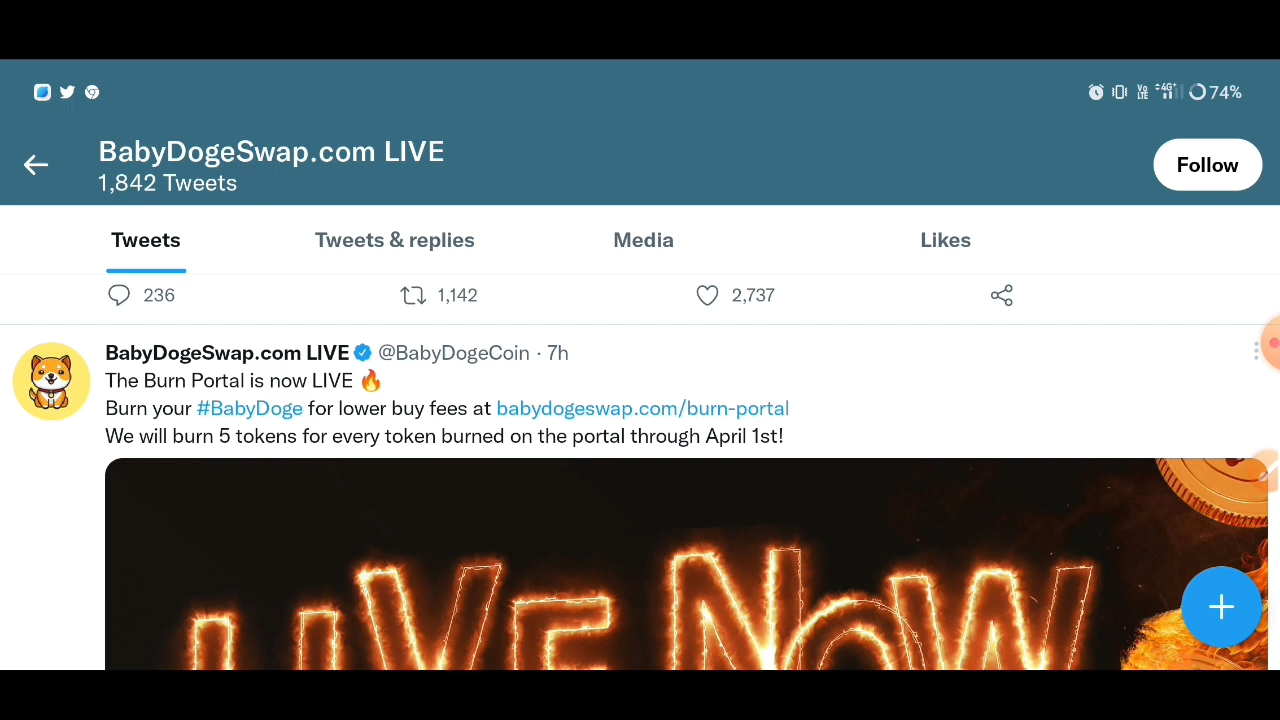 VoLTE 4G+ 74%
BabyDogeSwap.com LIVE
1,842 Tweets
Follow
Tweets Tweets & replies Media Likes
236 1,142 2,737
BabyDogeSwap.com LIVE @BabyDogeCoin · 7h
The Burn Portal is now LIVE 🔥
Burn your #BabyDoge for lower buy fees at babydogeswap.com/burn-portal
We will burn 5 tokens for every token burned on the portal through April 1st!
LIVE NOW